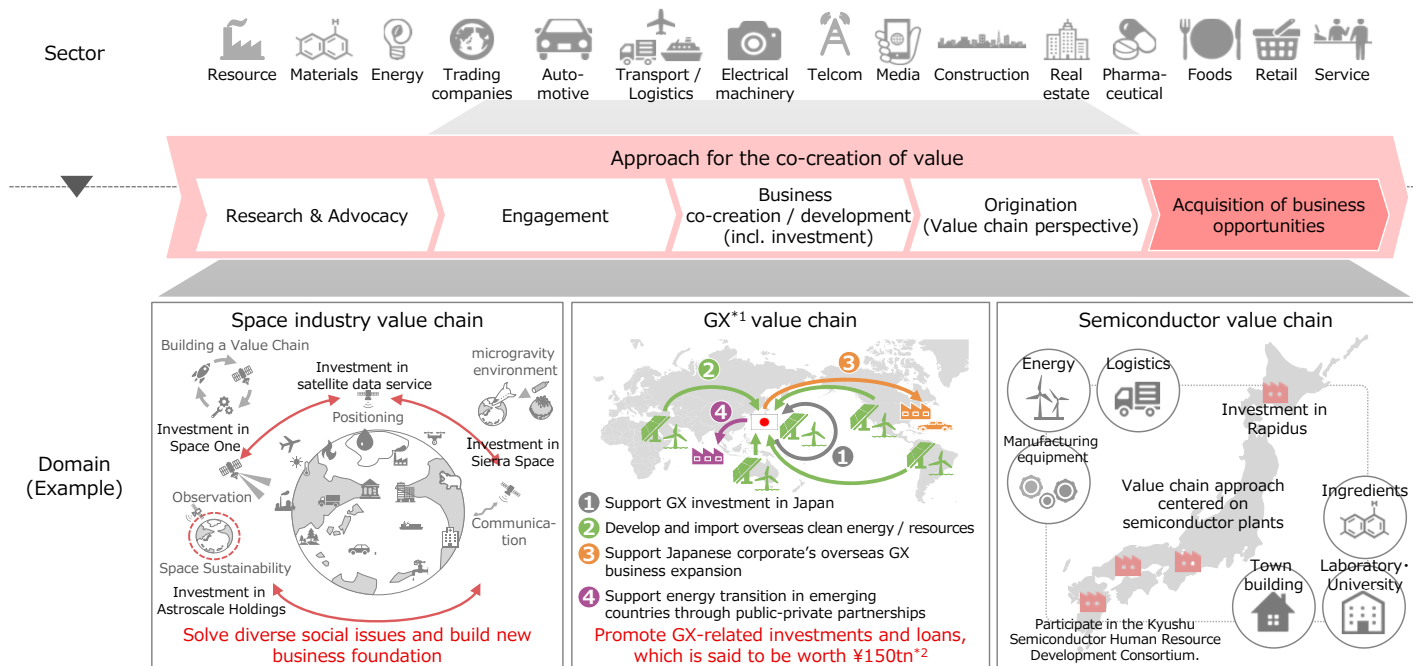 Sector
Resource
Materials
Energy
Trading
companies
Auto-
motive
Transport /
Logistics
Electrical
machinery
Telcom
Media
Construction
Real
estate
Pharma-
ceutical
Foods
Retail
Service
Approach for the co-creation of value
Research & Advocacy
Engagement
Business
co-creation / development
(incl. investment)
Origination
(Value chain perspective)
Acquisition of business
opportunities
Domain
(Example)
Space industry value chain
Building a Value Chain
Investment in
satellite data service
microgravity
environment
Positioning
Investment in
Space One
Investment in
Sierra Space
Observation
Communica-
tion
Space Sustainability
Investment in
Astroscale Holdings
Solve diverse social issues and build new
business foundation
GX*1 value chain
2
3
4
1
1 Support GX investment in Japan
2 Develop and import overseas clean energy / resources
3 Support Japanese corporate’s overseas GX
business expansion
4 Support energy transition in emerging
countries through public-private partnerships
Promote GX-related investments and loans,
which is said to be worth ¥150tn*2
Semiconductor value chain
Energy
Logistics
Investment in
Rapidus
Manufacturing
equipment
Value chain approach
centered on
semiconductor plants
Ingredients
H
Town
building
Laboratory・
University
Participate in the Kyushu
Semiconductor Human Resource
Development Consortium.